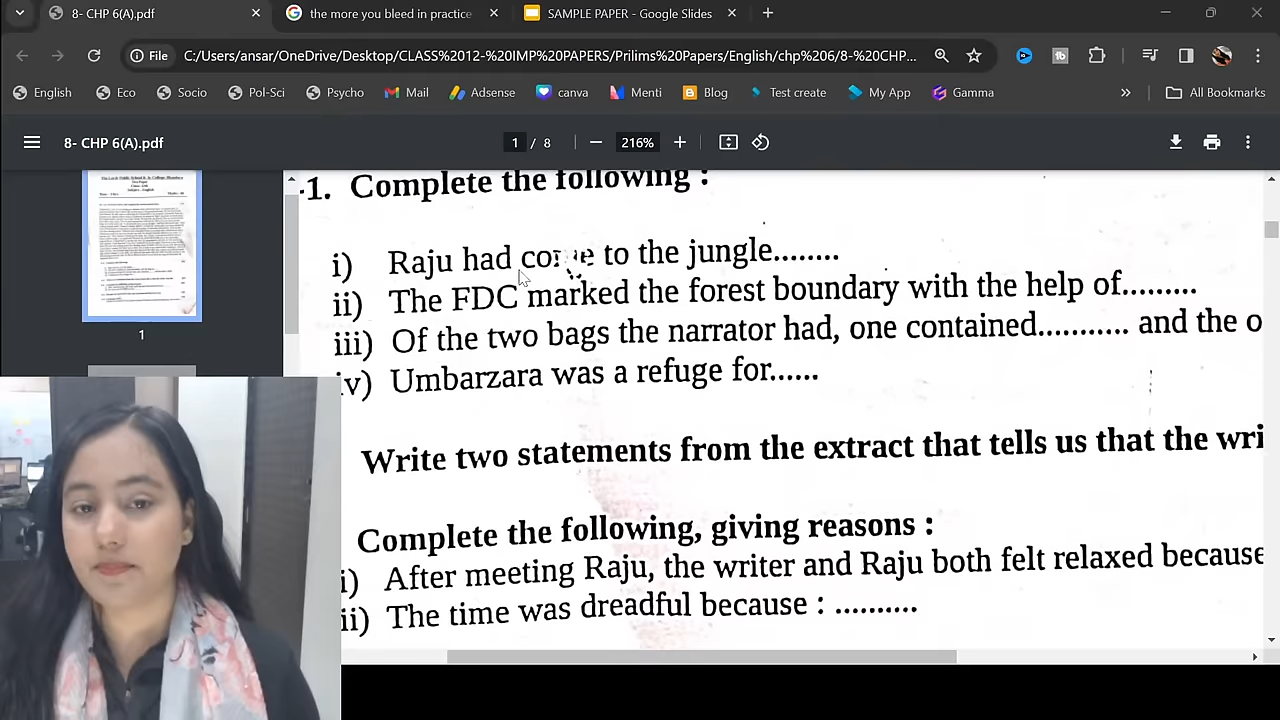 8- CHP 6(A).pdf
the more you bleed in practice
SAMPLE PAPER - Google Slides
File
C:/Users/ansar/OneDrive/Desktop/CLASS%2012-%20IMP%20PAPERS/Prilims%20Papers/English/chp%206/8-%20CHP...
English
Eco
Socio
Pol-Sci
Psycho
Mail
Adsense
canva
Menti
Blog
Test create
My App
Gamma
All Bookmarks
8- CHP 6(A).pdf
1 / 8
216%
1
-1. Complete the following :
i) Raju had come to the jungle........
ii) The FDC marked the forest boundary with the help of.........
iii) Of the two bags the narrator had, one contained........... and the o
iv) Umbarzara was a refuge for......
Write two statements from the extract that tells us that the wri
Complete the following, giving reasons :
i) After meeting Raju, the writer and Raju both felt relaxed because
ii) The time was dreadful because : ..........